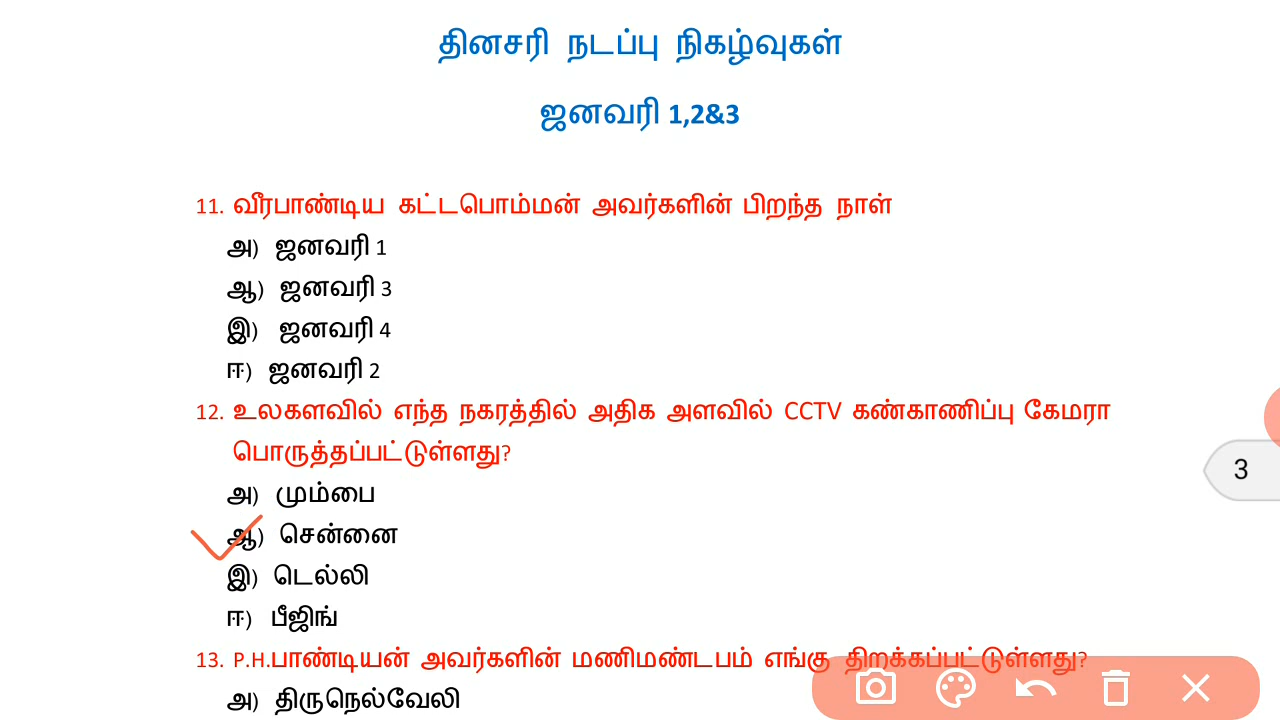 தினசரி நடப்பு நிகழ்வுகள்
ஜனவரி 1,2&3
11. வீரபாண்டிய கட்டபொம்மன் அவர்களின் பிறந்த நாள்
அ) ஜனவரி 1
ஆ) ஜனவரி 3
இ) ஜனவரி 4
ஈ) ஜனவரி 2
12. உலகளவில் எந்த நகரத்தில் அதிக அளவில் CCTV கண்காணிப்பு கேமரா
பொருத்தப்பட்டுள்ளது?
3
அ) மும்பை
ஆ) சென்னை
இ) டெல்லி
ஈ) பீஜிங்
13. P.H.பாண்டியன் அவர்களின் மணிமண்டபம் எங்கு திறக்கப்பட்டுள்ளது?
அ) திருநெல்வேலி